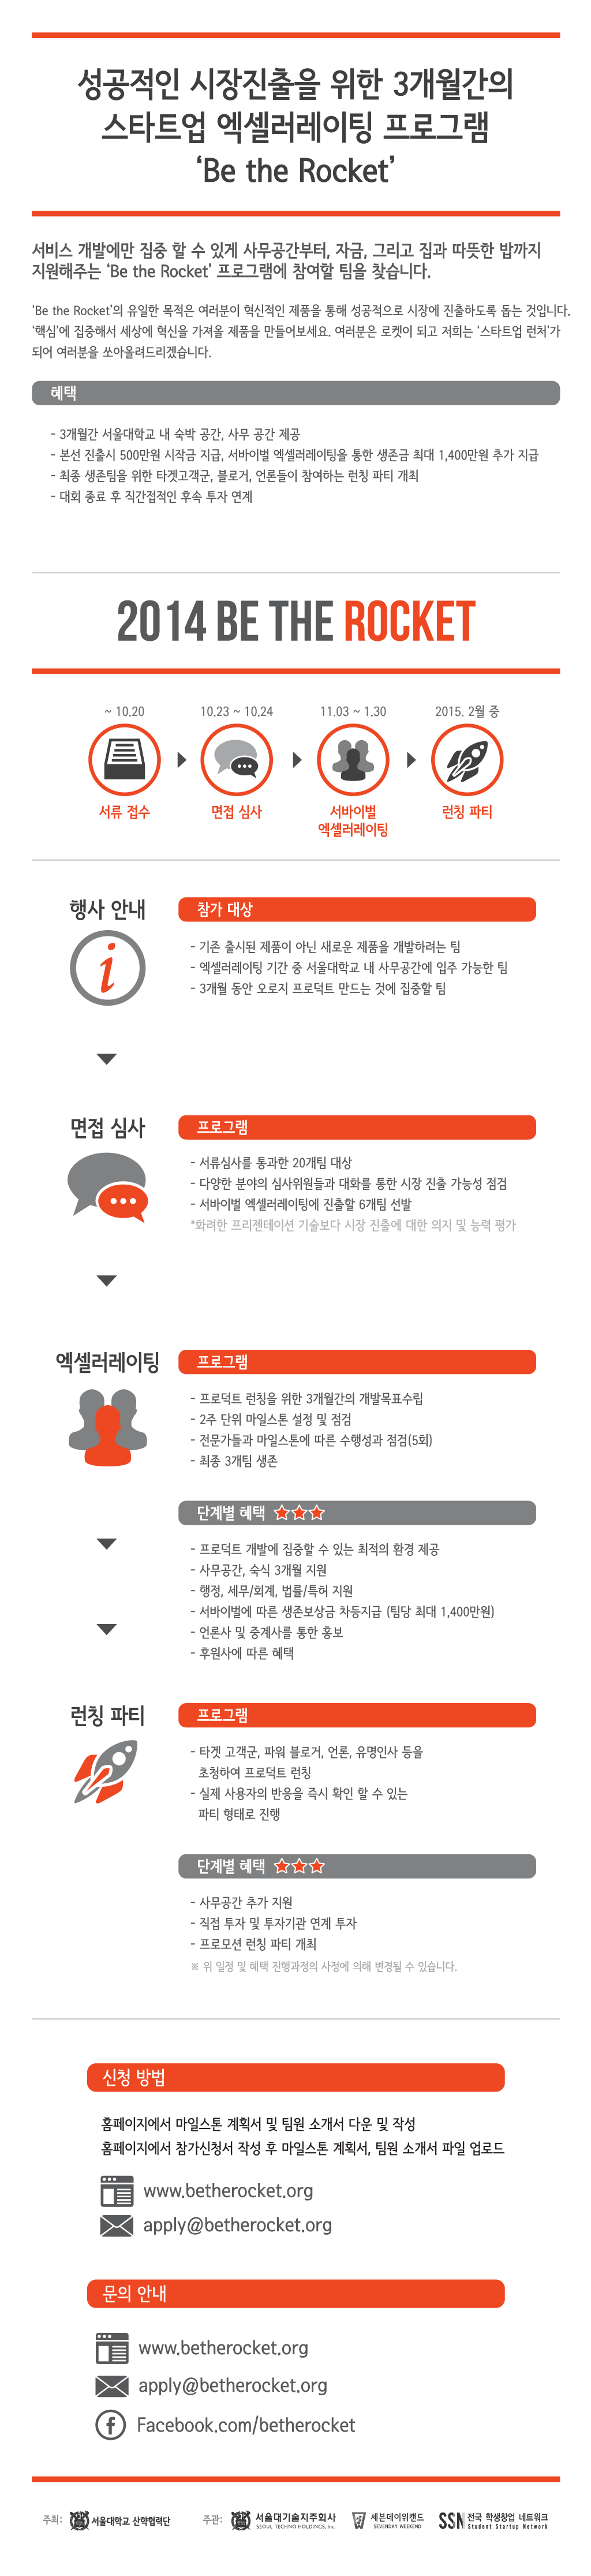 성공적인 시장진출을 위한 3개월간의
스타트업 엑셀러레이팅 프로그램
‘Be the Rocket’
서비스 개발에만 집중 할 수 있게 사무공간부터, 자금, 그리고 집과 따뜻한 밥까지
지원해주는 ‘Be the Rocket’ 프로그램에 참여할 팀을 찾습니다.
‘Be the Rocket’의 유일한 목적은 여러분이 혁신적인 제품을 통해 성공적으로 시장에 진출하도록 돕는 것입니다.
‘핵심’에 집중해서 세상에 혁신을 가져올 제품을 만들어보세요. 여러분은 로켓이 되고 저희는 ‘스타트업 런처’가
되어 여러분을 쏘아올려드리겠습니다.
혜택
- 3개월간 서울대학교 내 숙박 공간, 사무 공간 제공
- 본선 진출시 500만원 시작금 지급, 서바이벌 엑셀러레이팅을 통한 생존금 최대 1,400만원 추가 지급
- 최종 생존팀을 위한 타겟고객군, 블로거, 언론들이 참여하는 런칭 파티 개최
- 대회 종료 후 직간접적인 후속 투자 연계
2014 BE THE ROCKET
~ 10.20
10.23 ~ 10.24
11.03 ~ 1.30
2015. 2월 중
서류 접수
면접 심사
서바이벌
엑셀러레이팅
런칭 파티
행사 안내
참가 대상
- 기존 출시된 제품이 아닌 새로운 제품을 개발하려는 팀
- 엑셀러레이팅 기간 중 서울대학교 내 사무공간에 입주 가능한 팀
- 3개월 동안 오로지 프로덕트 만드는 것에 집중할 팀
면접 심사
프로그램
- 서류심사를 통과한 20개팀 대상
- 다양한 분야의 심사위원들과 대화를 통한 시장 진출 가능성 점검
- 서바이벌 엑셀러레이팅에 진출할 6개팀 선발
*화려한 프리젠테이션 기술보다 시장 진출에 대한 의지 및 능력 평가
엑셀러레이팅
프로그램
- 프로덕트 런칭을 위한 3개월간의 개발목표수립
- 2주 단위 마일스톤 설정 및 점검
- 전문가들과 마일스톤에 따른 수행성과 점검(5회)
- 최종 3개팀 생존
단계별 혜택
- 프로덕트 개발에 집중할 수 있는 최적의 환경 제공
- 사무공간, 숙식 3개월 지원
- 행정, 세무/회계, 법률/특허 지원
- 서바이벌에 따른 생존보상금 차등지급 (팀당 최대 1,400만원)
- 언론사 및 중계사를 통한 홍보
- 후원사에 따른 혜택
런칭 파티
프로그램
- 타겟 고객군, 파워 블로거, 언론, 유명인사 등을
초청하여 프로덕트 런칭
- 실제 사용자의 반응을 즉시 확인 할 수 있는
파티 형태로 진행
단계별 혜택
- 사무공간 추가 지원
- 직접 투자 및 투자기관 연계 투자
- 프로모션 런칭 파티 개최
※ 위 일정 및 혜택 진행과정의 사정에 의해 변경될 수 있습니다.
신청 방법
홈페이지에서 마일스톤 계획서 및 팀원 소개서 다운 및 작성
홈페이지에서 참가신청서 작성 후 마일스톤 계획서, 팀원 소개서 파일 업로드
www.betherocket.org
apply@betherocket.org
문의 안내
www.betherocket.org
apply@betherocket.org
Facebook.com/betherocket
주최: 서울대학교 산학협력단 주관: 서울대기술지주회사 세븐데이위캔드 SSN 전국 학생창업 네트워크
SEOUL TECHNO HOLDINGS, Inc. SEVENDAY WEEKEND Student Startup Network